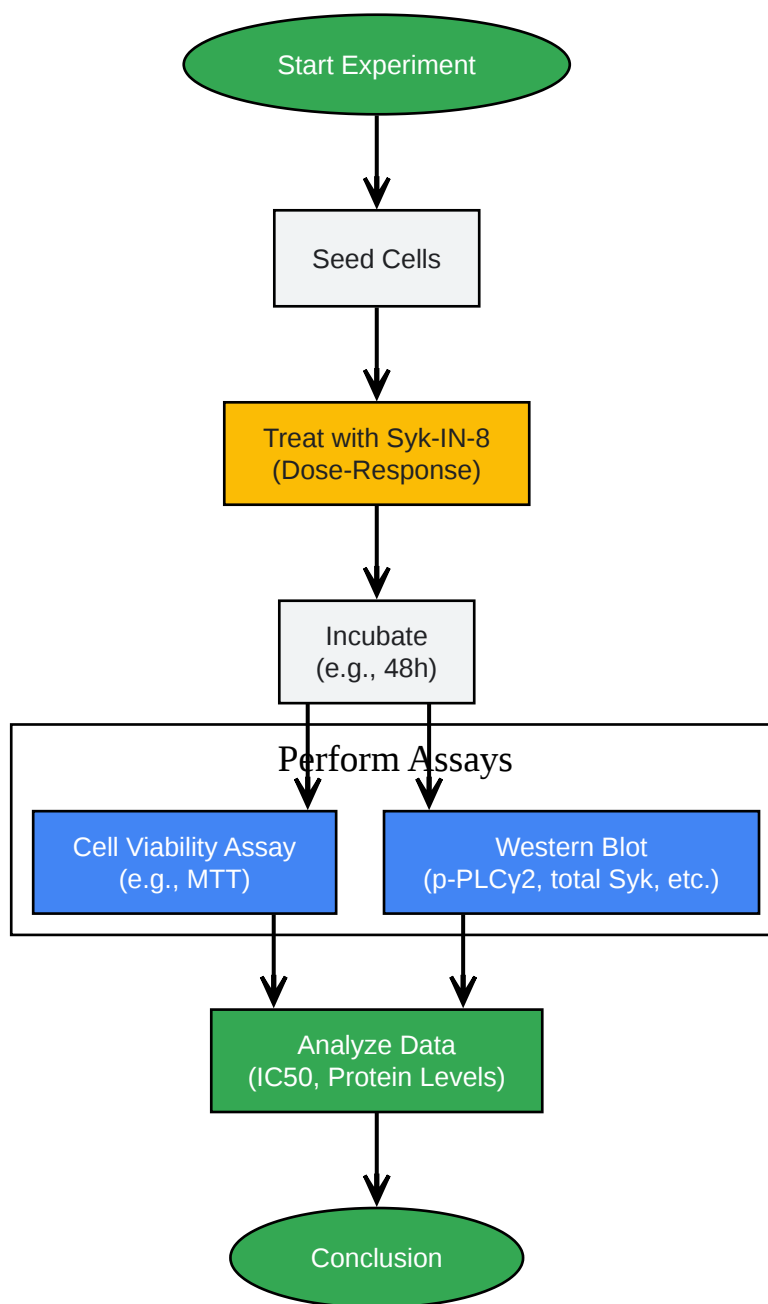 Start Experiment
Seed Cells
Treat with Syk-IN-8
(Dose-Response)
Incubate
(e.g., 48h)
Perform Assays
Cell Viability Assay
(e.g., MTT)
Western Blot
(p-PLCγ2, total Syk, etc.)
Analyze Data
(IC50, Protein Levels)
Conclusion